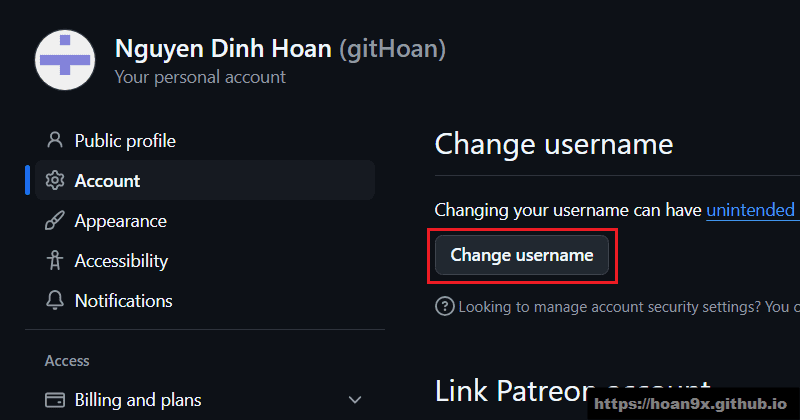 Nguyen Dinh Hoan (gitHoan)
Your personal account
Public profile
Account
Appearance
Accessibility
Notifications
Access
Billing and plans
Change username
Changing your username can have unintended
Change username
Looking to manage account security settings? You c
Link Patreon account
https://hoan9x.github.io